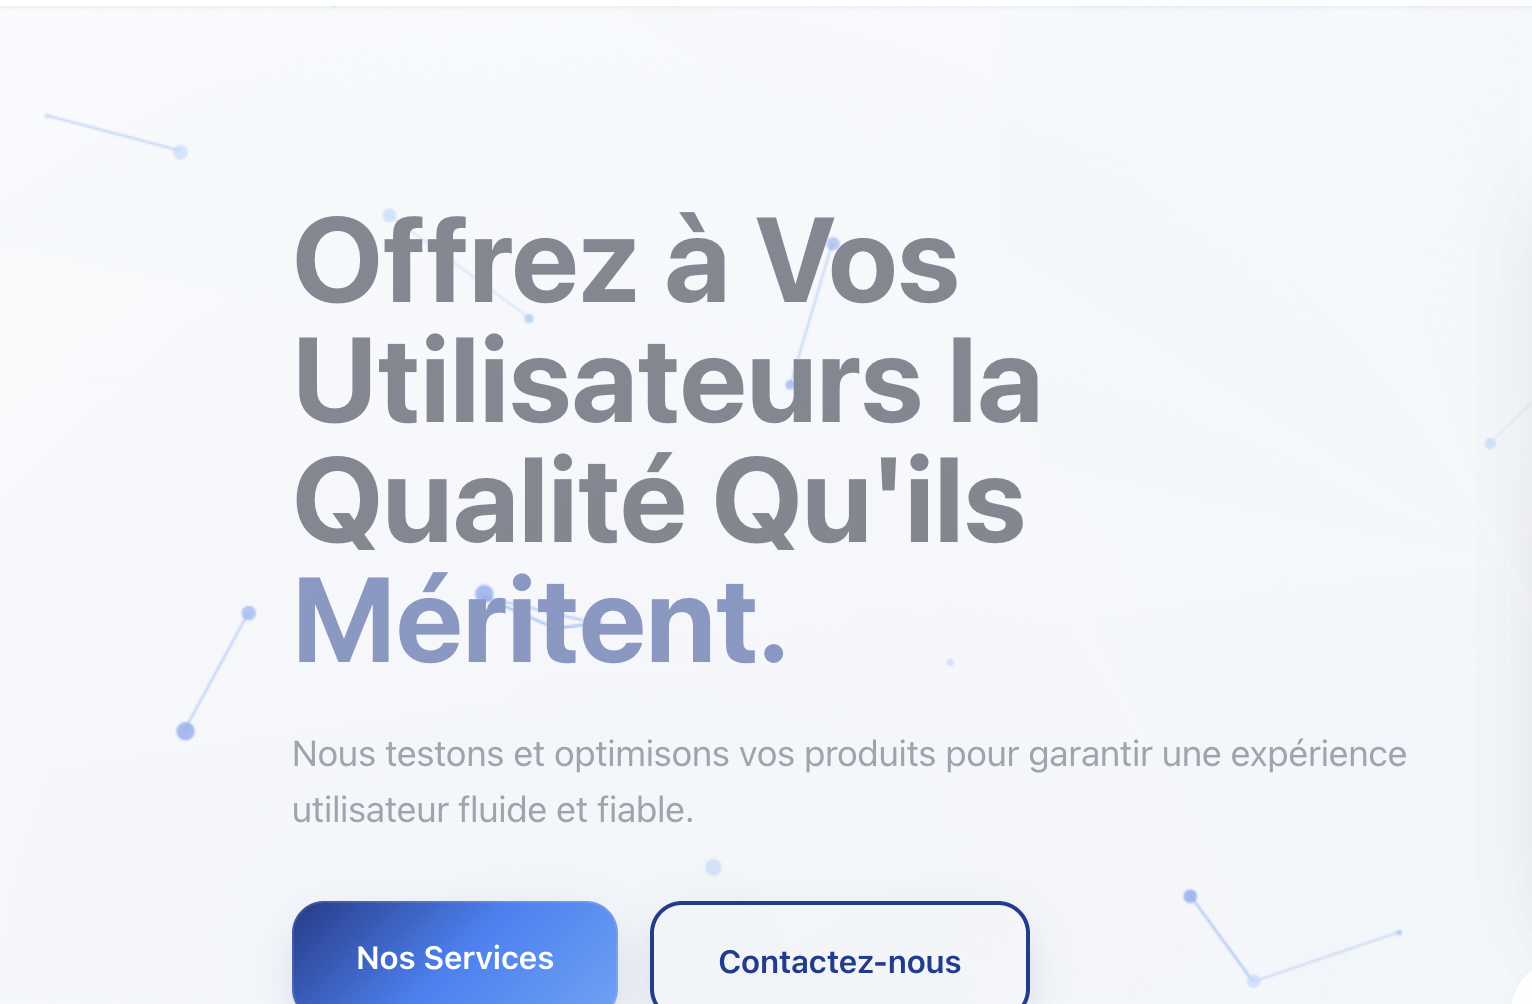 Offrez à Vos
Utilisateurs la
Qualité Qu'ils
Méritent.
Nous testons et optimisons vos produits pour garantir une expérience
utilisateur fluide et fiable.
Nos Services
Contactez-nous